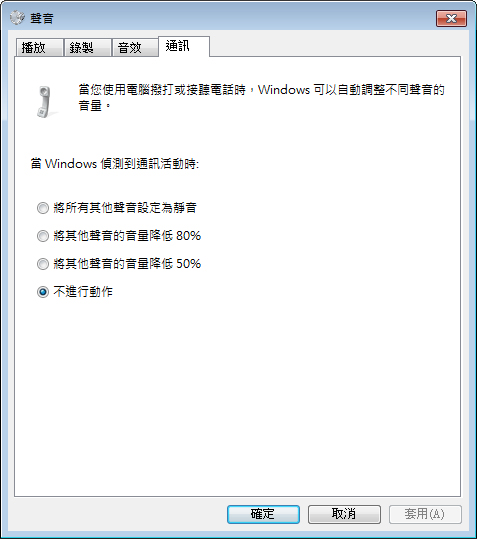 聲音
播放 錄製 音效 通訊
當您使用電腦撥打或接聽電話時，Windows 可以自動調整不同聲音的
音量。
當 Windows 偵測到通訊活動時:
將所有其他聲音設定為靜音
將其他聲音的音量降低 80%
將其他聲音的音量降低 50%
不進行動作
確定 取消 套用(A)